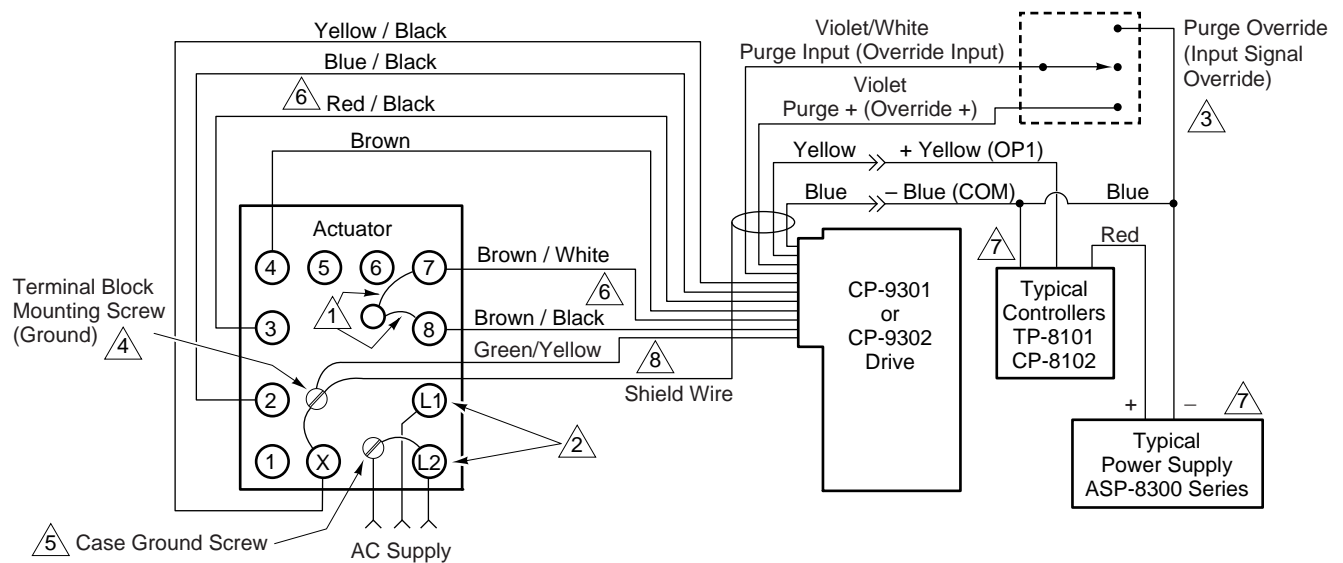 Yellow / Black
Blue / Black
6
Red / Black
Brown
Violet/White
Purge Input (Override Input)
Violet
Purge + (Override +)
Purge Override
(Input Signal
Override)
3
Yellow
+ Yellow (OP1)
Blue
– Blue (COM)
Blue
Red
Actuator
4
5
6
7
Brown / White
6
1
3
8
Brown / Black
Green/Yellow
8
Shield Wire
Terminal Block
Mounting Screw
(Ground)
4
2
L1
2
1
X
L2
5
Case Ground Screw
AC Supply
CP-9301
or
CP-9302
Drive
7
Typical
Controllers
TP-8101
CP-8102
+
–
7
Typical
Power Supply
ASP-8300 Series